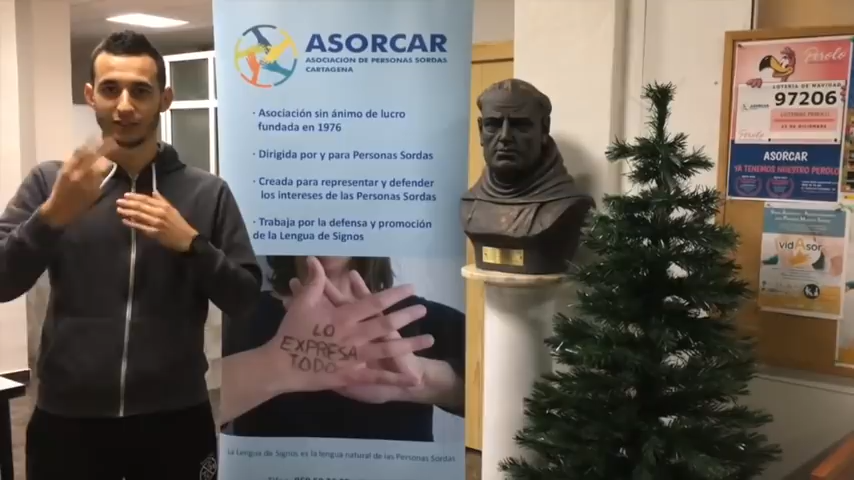 ASORCAR
ASOCIACIÓN DE PERSONAS SORDAS
CARTAGENA
· Asociación sin ánimo de lucro
fundada en 1976
· Dirigida por y para Personas Sordas
· Creada para representar y defender
los intereses de las Personas Sordas
· Trabaja por la defensa y promoción
de la Lengua de Signos
LO
EXPRESA
TODO
La Lengua de Signos es la lengua natural de las Personas Sordas
Perolo
LOTERÍA DE NAVIDAD
97206
ASORCAR
YA TENEMOS PEROLO
vidAsor